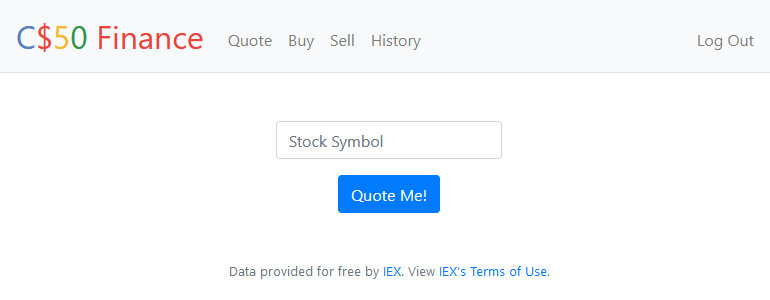 C$50 Finance Quote Buy Sell History Log Out
Stock Symbol
Quote Me!
Data provided for free by IEX. View IEX's Terms of Use.